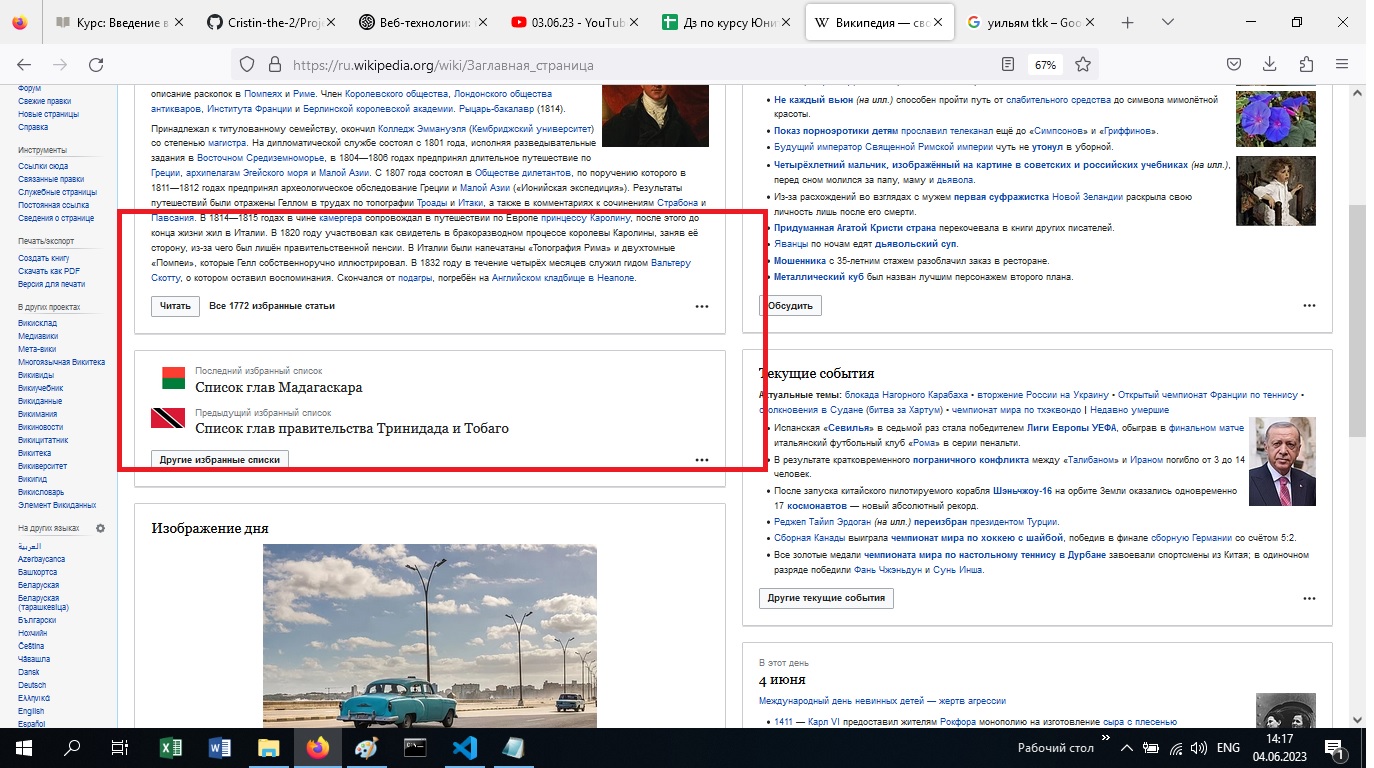 Курс: Введение в
Cristin-the-2/Proje
Веб-технологии:
03.06.23 - YouTub
Дз по курсу Юни
Википедия — сво
уильям tkk – Goo
https://ru.wikipedia.org/wiki/Заглавная_страница
67%
Форум
Свежие правки
Новые страницы
Справка
Инструменты
Ссылки сюда
Связанные правки
Служебные страницы
Постоянная ссылка
Сведения о странице
Печать/экспорт
Создать книгу
Скачать как PDF
Версия для печати
В других проектах
Викисклад
Медиавики
Мета-вики
Многоязычная Викитека
Викивиды
Викиучебник
Викиданные
Викимания
Викиновости
Викицитатник
Викитека
Викиверситет
Викигид
Викисловарь
Элемент Викиданных
На других языках
العربية
Azərbaycanca
Башҡортса
Беларуская
Беларуская
(тарашкевіца)
Български
Нохчийн
Čeština
Чӑвашла
Dansk
Deutsch
Ελληνικά
English
Español
описание раскопок в Помпеях и Риме. Член Королевского общества, Лондонского общества
антикваров, Института Франции и Берлинской королевской академии. Рыцарь-бакалавр (1814).
Принадлежал к титулованному семейству, окончил Колледж Эммануэля (Кембриджский университет)
со степенью магистра. На дипломатической службе состоял с 1801 года, исполняя разведывательные
задания в Восточном Средиземноморье, в 1804—1806 годах предпринял длительное путешествие по
Греции, архипелагам Эгейского моря и Малой Азии. С 1807 года состоял в Обществе дилетантов, по поручению которого в
1811—1812 годах предпринял археологическое обследование Греции и Малой Азии («Ионийская экспедиция»). Результаты
путешествий были отражены Геллом в трудах по топографии Троады и Итаки, а также в комментариях к сочинениям Страбона и
Павсания. В 1814—1815 годах в чине камергера сопровождал в путешествии по Европе принцессу Каролину, после этого до
конца жизни жил в Италии. В 1820 году участвовал как свидетель в бракоразводном процессе королевы Каролины, заняв её
сторону, из-за чего был лишён правительственной пенсии. В Италии были напечатаны «Топография Рима» и двухтомные
«Помпеи», которые Гелл собственноручно иллюстрировал. В 1832 году в течение четырёх месяцев служил гидом Вальтеру
Скотту, о котором оставил воспоминания. Скончался от подагры, погребён на Английском кладбище в Неаполе.
Читать
Все 1772 избранные статьи
Последний избранный список
Список глав Мадагаскара
Предыдущий избранный список
Список глав правительства Тринидада и Тобаго
Другие избранные списки
Изображение дня
• Не каждый вьюн (на илл.) способен пройти путь от слабительного средства до символа мимолётной
красоты.
• Показ порноэротики детям прославил телеканал ещё до «Симпсонов» и «Гриффинов».
• Будущий император Священной Римской империи чуть не утонул в уборной.
• Четырёхлетний мальчик, изображённый на картине в советских и российских учебниках (на илл.),
перед сном молился за папу, маму и дьявола.
• Из-за расхождений во взглядах с мужем первая суфражистка Новой Зеландии раскрыла свою
личность лишь после его смерти.
• Придуманная Агатой Кристи страна перекочевала в книги других писателей.
• Яванцы по ночам едят дьявольский суп.
• Мошенника с 35-летним стажем разоблачил заказ в ресторане.
• Металлический куб был назван лучшим персонажем второго плана.
Обсудить
Текущие события
Актуальные темы: блокада Нагорного Карабаха • вторжение России на Украину • Открытый чемпионат Франции по теннису •
столкновения в Судане (битва за Хартум) • чемпионат мира по тхэквондо | Недавно умершие
• Испанская «Севилья» в седьмой раз стала победителем Лиги Европы УЕФА, обыграв в финальном матче
итальянский футбольный клуб «Рома» в серии пенальти.
• В результате кратковременного пограничного конфликта между «Талибаном» и Ираном погибло от 3 до 14
человек.
• После запуска китайского пилотируемого корабля Шэньчжоу-16 на орбите Земли оказались одновременно
17 космонавтов — новый абсолютный рекорд.
• Реджеп Тайип Эрдоган (на илл.) переизбран президентом Турции.
• Сборная Канады выиграла чемпионат мира по хоккею с шайбой, победив в финале сборную Германии со счётом 5:2.
• Все золотые медали чемпионата мира по настольному теннису в Дурбане завоевали спортсмены из Китая; в одиночном
разряде победили Фань Чжэньдун и Сунь Инша.
Другие текущие события
В этот день
4 июня
Международный день невинных детей — жертв агрессии
• 1411 — Карл VI предоставил жителям Рокфора монополию на изготовление сыра с плесенью
Рабочий стол
ENG
14:17
04.06.2023
1